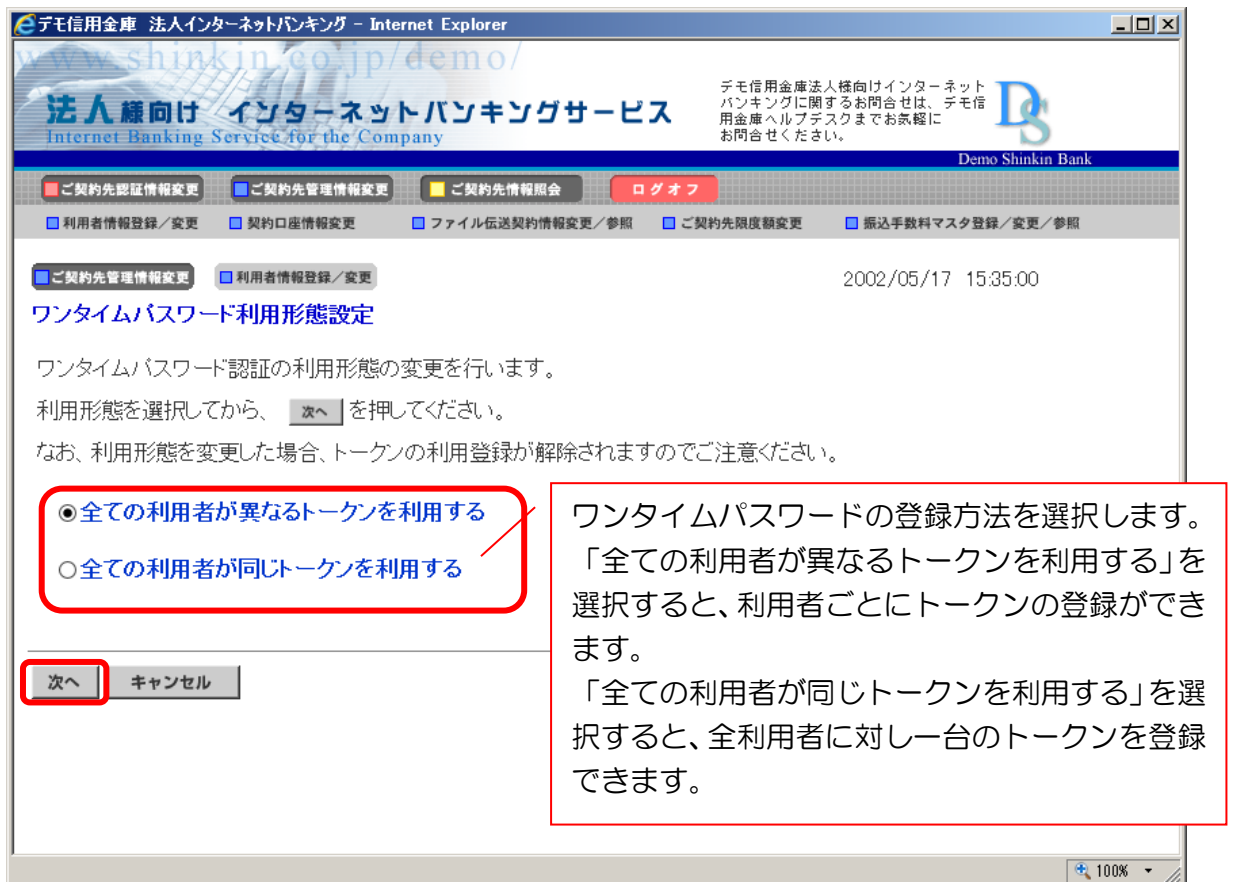 デモ信用金庫 法人インターネットバンキング - Internet Explorer
www.shinkin.co.jp/demo/
法人様向け インターネットバンキングサービス
Internet Banking Service for the Company
デモ信用金庫法人様向けインターネット
バンキングに関するお問合せは、デモ信
用金庫ヘルプデスクまでお気軽に
お問合せください。
DS
Demo Shinkin Bank
ご契約先認証情報変更 ご契約先管理情報変更 ご契約先情報照会 ログオフ
利用者情報登録／変更 契約口座情報変更 ファイル伝送契約情報変更／参照 ご契約先限度額変更 振込手数料マスタ登録／変更／参照
ご契約先管理情報変更 利用者情報登録／変更 2002/05/17 15:35:00
ワンタイムパスワード利用形態設定
ワンタイムパスワード認証の利用形態の変更を行います。
利用形態を選択してから、 次へ を押してください。
なお、利用形態を変更した場合、トークンの利用登録が解除されますのでご注意ください。
全ての利用者が異なるトークンを利用する
全ての利用者が同じトークンを利用する
ワンタイムパスワードの登録方法を選択します。
「全ての利用者が異なるトークンを利用する」を
選択すると、利用者ごとにトークンの登録ができ
ます。
「全ての利用者が同じトークンを利用する」を選
択すると、全利用者に対し一台のトークンを登録
できます。
次へ キャンセル
100%